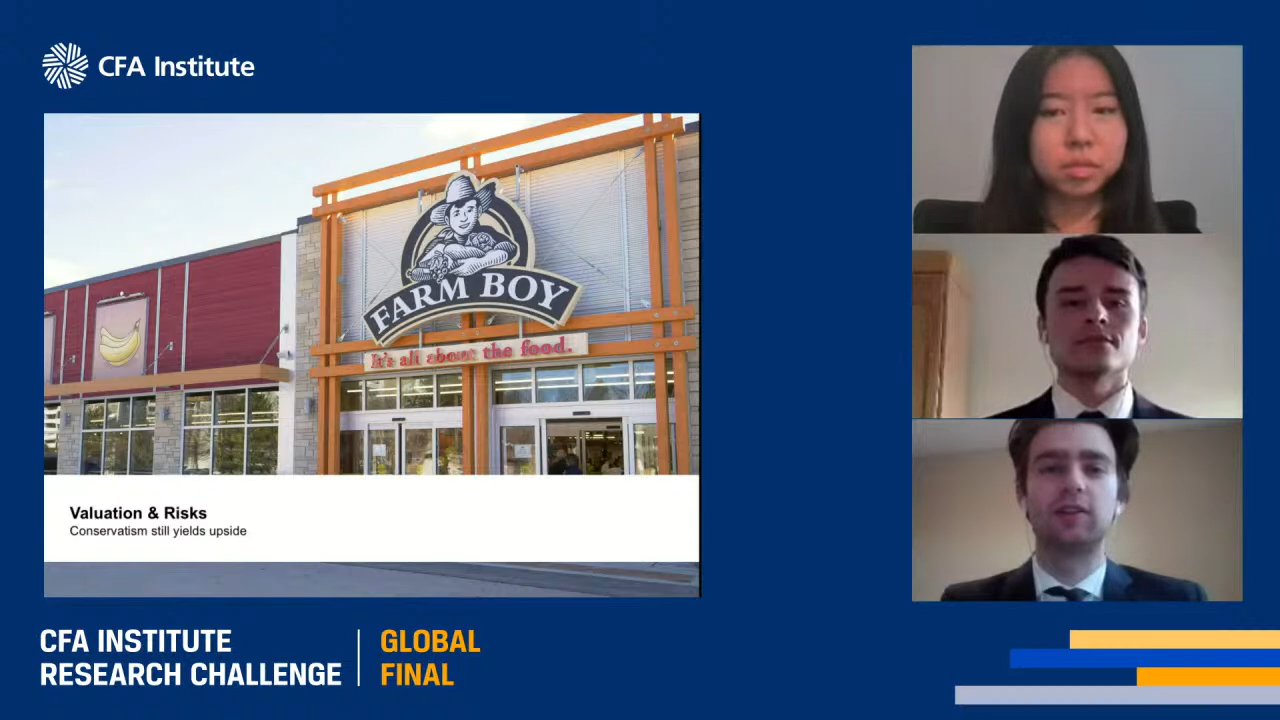 CFA Institute
FARM BOY
It's all about the food.
Valuation & Risks
Conservatism still yields upside
CFA INSTITUTE
RESEARCH CHALLENGE
GLOBAL
FINAL